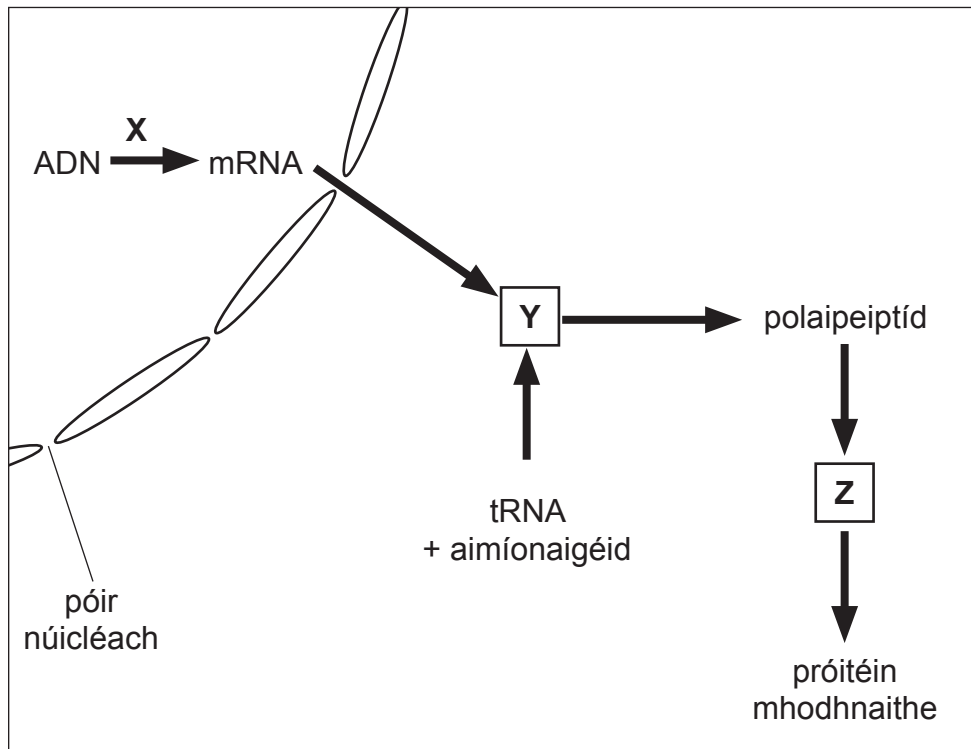 X
ADN
mRNA
Y
polaipeiptíd
Z
tRNA
+ aimíonaigéid
póir
núicléach
próitéin
mhodhnaithe